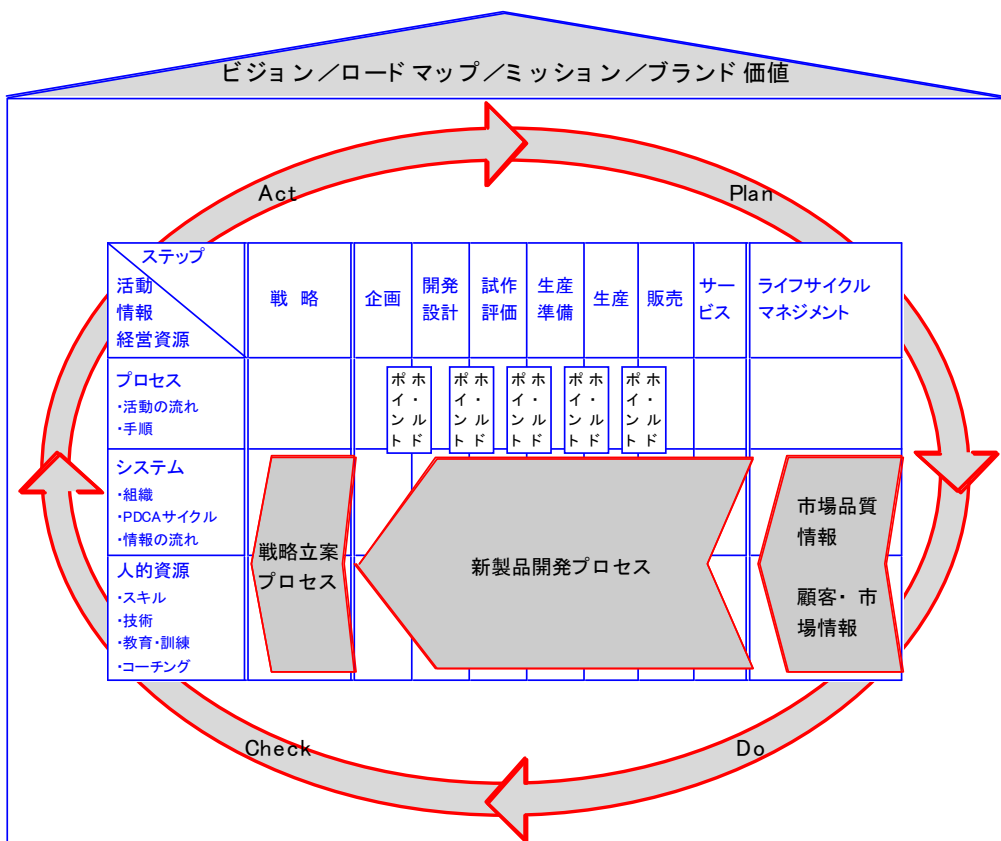 ビジョン／ロードマップ／ミッション／ブランド価値
Act
Plan
ステップ
活動
情報
経営資源
戦 略
企画
開発
設計
試作
評価
生産
準備
生産
販売
サー
ビス
ライフサイクル
マネジメント
プロセス
・活動の流れ
・手順
ホ・ルド
ポイント
ホ・ルド
ポイント
ホ・ルド
ポイント
ホ・ルド
ポイント
ホ・ルド
ポイント
システム
・組織
・PDCAサイクル
・情報の流れ
人的資源
・スキル
・技術
・教育・訓練
・コーチング
戦略立案
プロセス
新製品開発プロセス
市場品質
情報
顧客・市
場情報
Check
Do